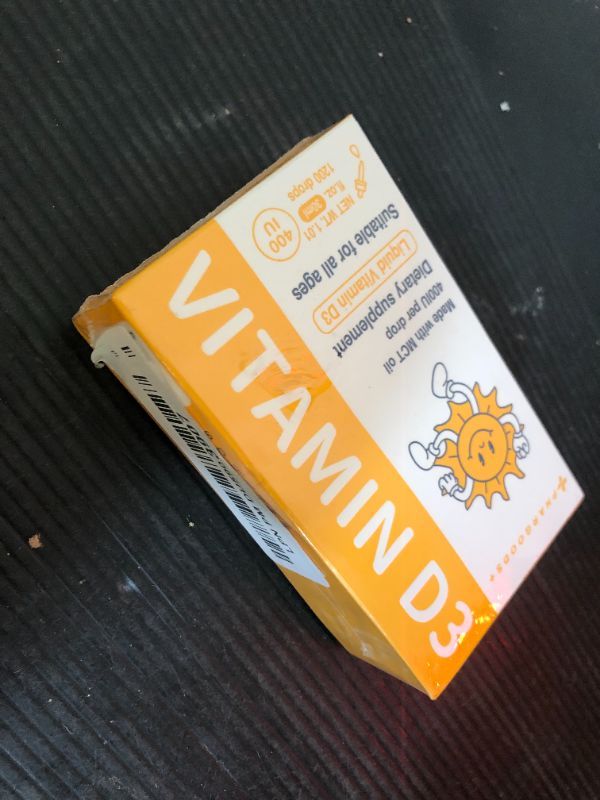 +PHARGOODS+
Made with MCT oil
400IU per drop
Dietary supplement
Liquid Vitamin D3
Suitable for all ages
NET WT. 1.01
fl.oz 30ml
1200 drops
400
IU
VITAMIN D3